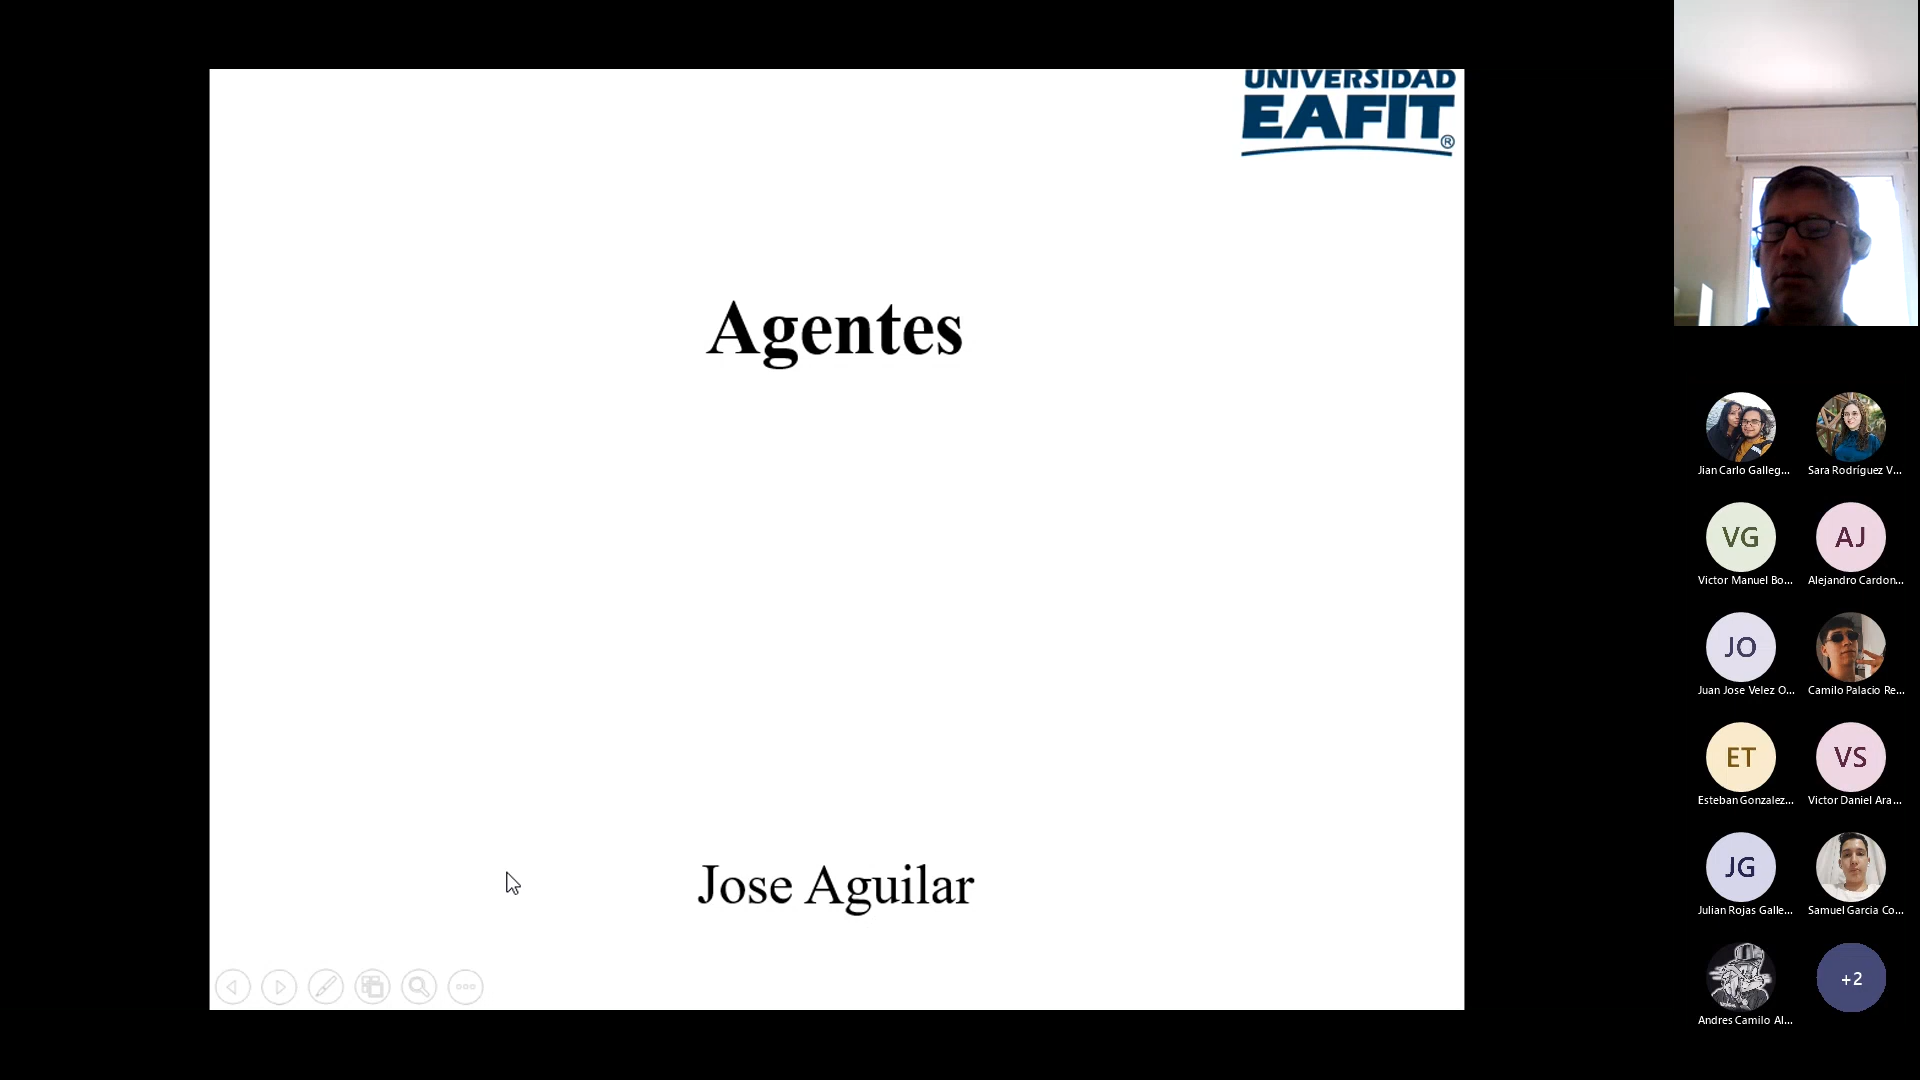 UNIVERSIDAD
EAFIT®
Agentes
Jose Aguilar
Jian Carlo Galleg...
Sara Rodríguez V...
VG
Victor Manuel Bo...
AJ
Alejandro Cardon...
JO
Juan Jose Velez O...
Camilo Palacio Re...
ET
Esteban Gonzalez...
VS
Victor Daniel Ara...
JG
Julian Rojas Galle...
Samuel Garcia Co...
Andres Camilo Al...
+2